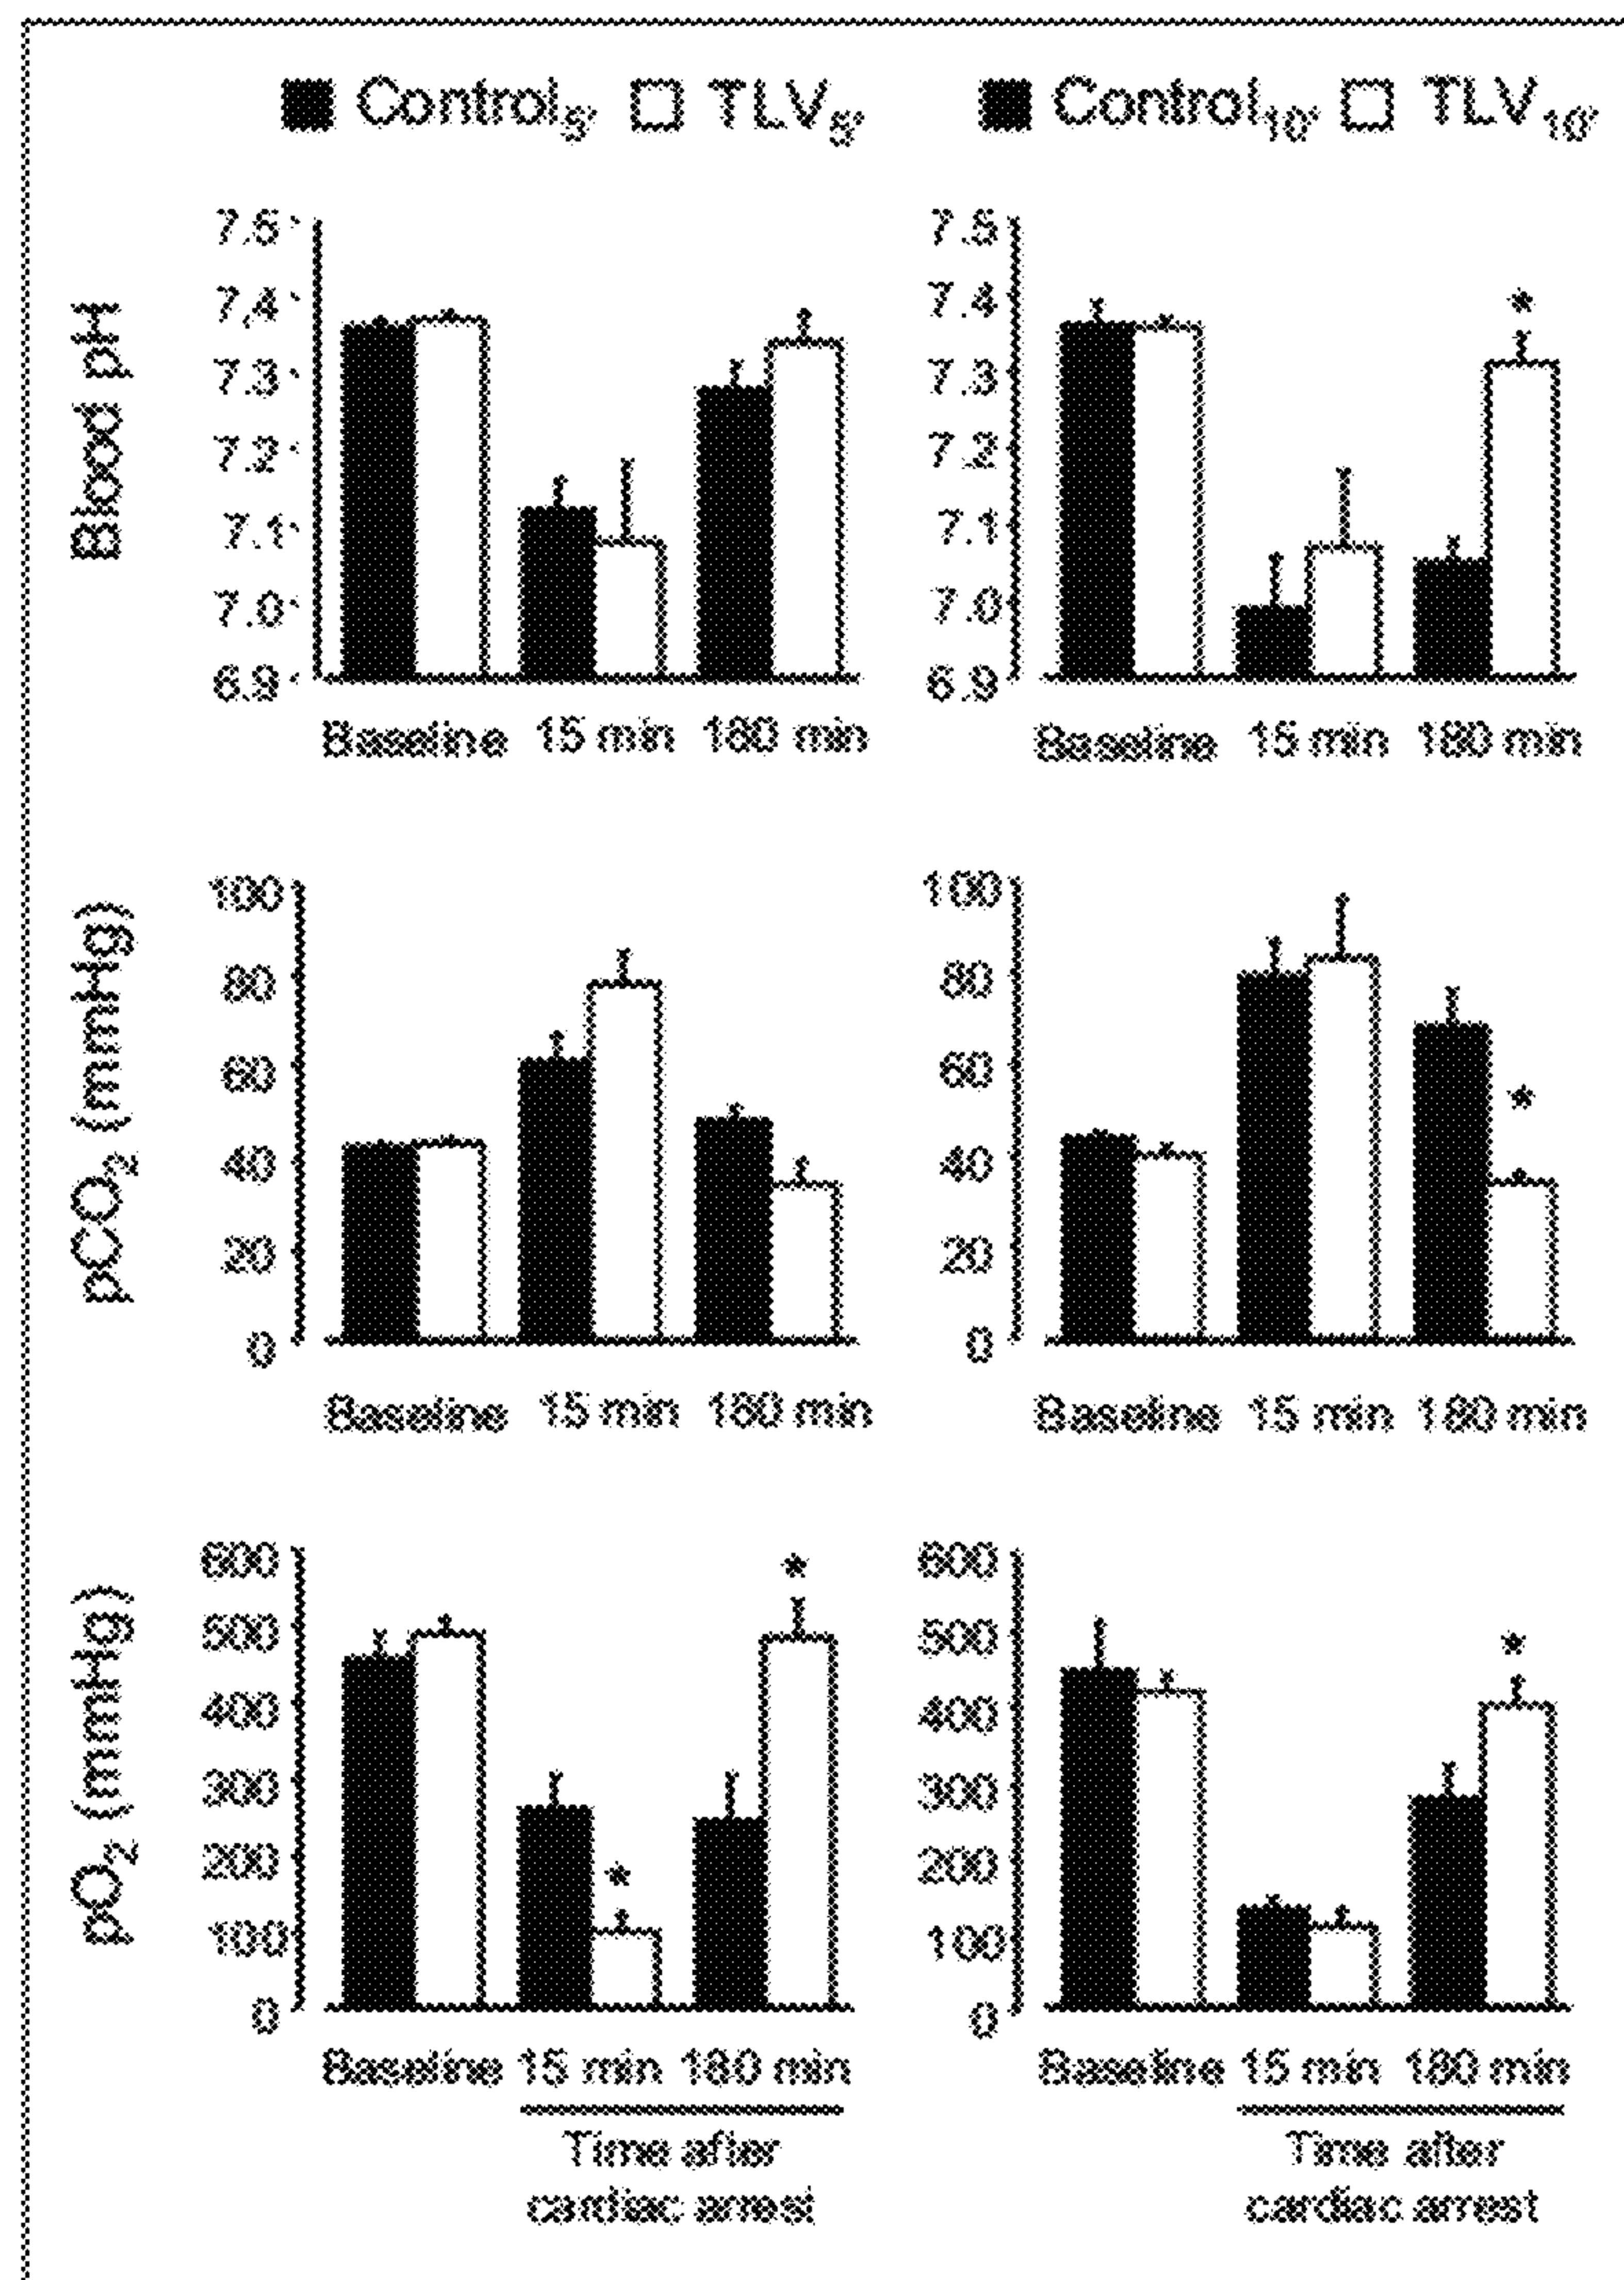 Control5' TLV5' Control10' TLV10'
Blood pH
7.5 7.5
7.4 7.4 *
7.3 7.3
7.2 7.2
7.1 7.1
7.0 7.0
6.9 6.9
Baseline 15 min 180 min Baseline 15 min 180 min
pCO2 (mmHg)
100 100
80 80
60 60 *
40 40
20 20
0 0
Baseline 15 min 180 min Baseline 15 min 180 min
pO2 (mmHg)
600 * 600
500 500 *
400 400
300 300
200 * 200
100 100
0 0
Baseline 15 min 180 min Baseline 15 min 180 min
Time after Time after
cardiac arrest cardiac arrest